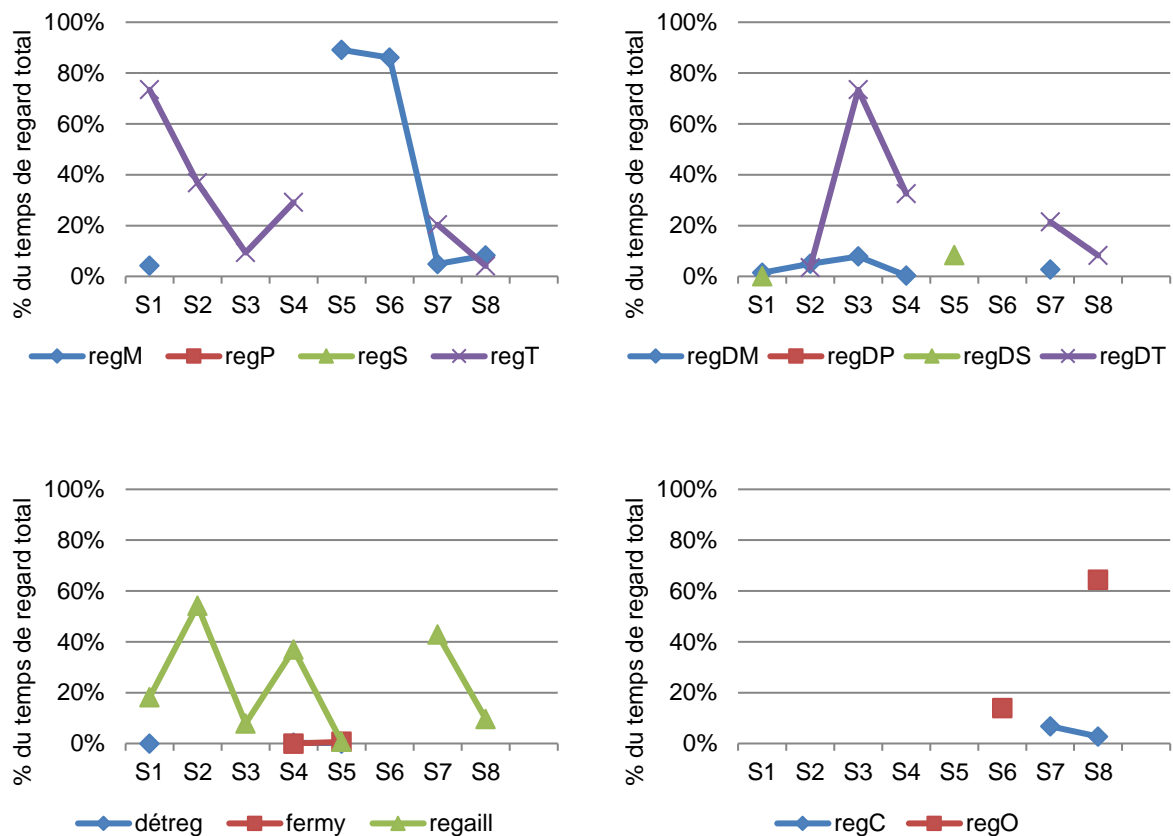 % du temps de regard total
100%
80%
60%
40%
20%
0%
S1 S2 S3 S4 S5 S6 S7 S8
regM regP regS regT
% du temps de regard total
100%
80%
60%
40%
20%
0%
S1 S2 S3 S4 S5 S6 S7 S8
regDM regDP regDS regDT
% du temps de regard total
100%
80%
60%
40%
20%
0%
S1 S2 S3 S4 S5 S6 S7 S8
détreg fermy regaill
% du temps de regard total
100%
80%
60%
40%
20%
0%
S1 S2 S3 S4 S5 S6 S7 S8
regC regO